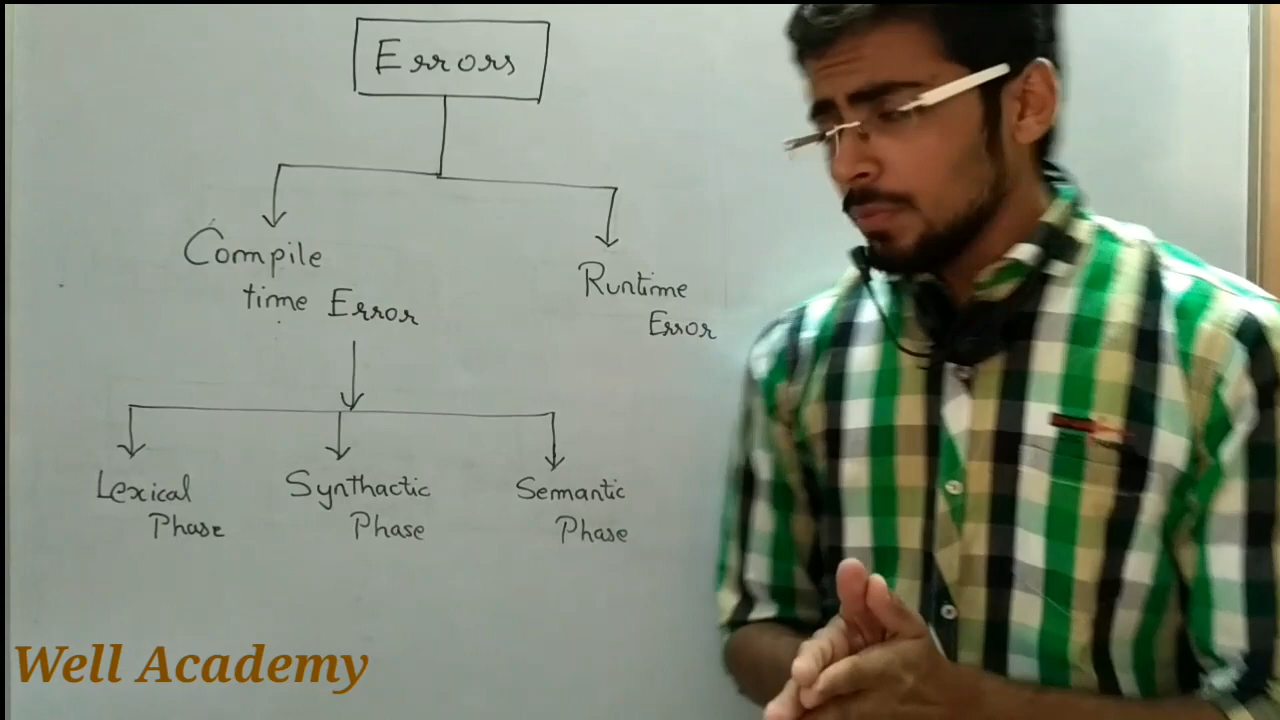 Errors
Compile
time Error
Runtime
Error
Lexical
Phase
Synthactic
Phase
Semantic
Phase
Well Academy